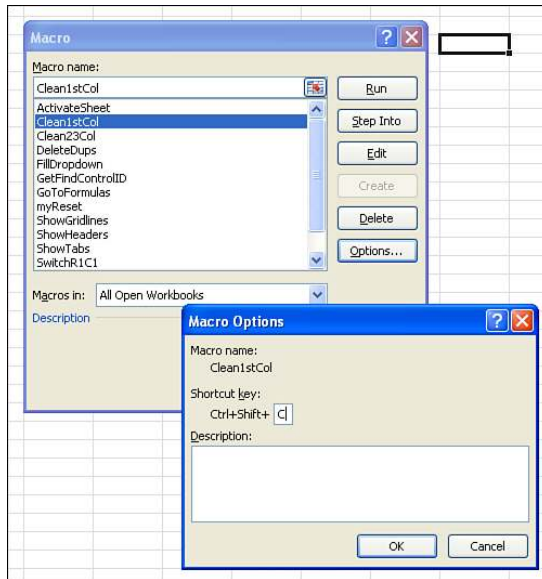 Macro
Macro name:
Clean1stCol
Run
ActivateSheet
Clean1stCol
Clean23Col
DeleteDups
FillDropdown
GetFindControlID
GoToFormulas
myReset
ShowGridlines
ShowHeaders
ShowTabs
SwitchR1C1
Step Into
Edit
Create
Delete
Options...
Macros in: All Open Workbooks
Description
Macro Options
Macro name:
Clean1stCol
Shortcut key:
Ctrl+Shift+ C
Description:
OK Cancel